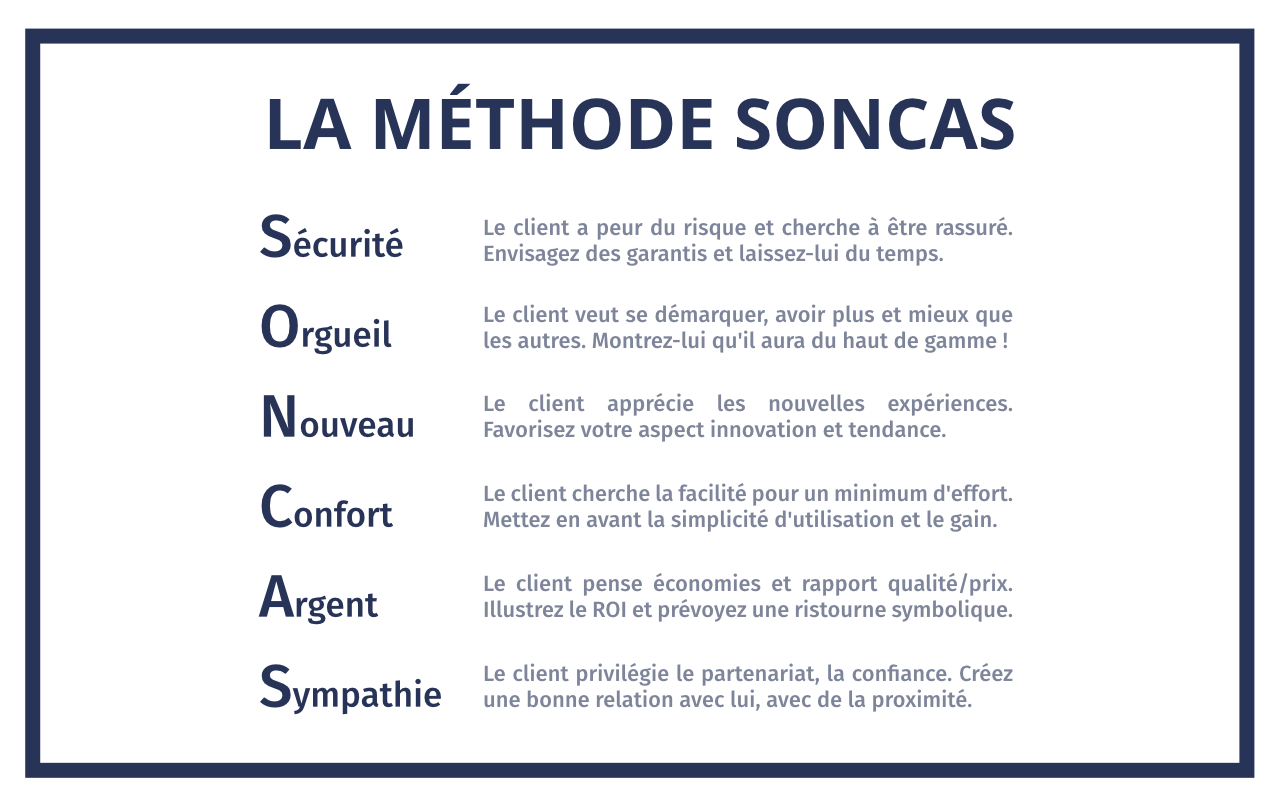 LA MÉTHODE SONCAS
Sécurité
Le client a peur du risque et cherche à être rassuré.
Envisagez des garantis et laissez-lui du temps.
Orgueil
Le client veut se démarquer, avoir plus et mieux que
les autres. Montrez-lui qu'il aura du haut de gamme !
Nouveau
Le client apprécie les nouvelles expériences.
Favorisez votre aspect innovation et tendance.
Confort
Le client cherche la facilité pour un minimum d'effort.
Mettez en avant la simplicité d'utilisation et le gain.
Argent
Le client pense économies et rapport qualité/prix.
Illustrez le ROI et prévoyez une ristourne symbolique.
Sympathie
Le client privilégie le partenariat, la confiance. Créez
une bonne relation avec lui, avec de la proximité.